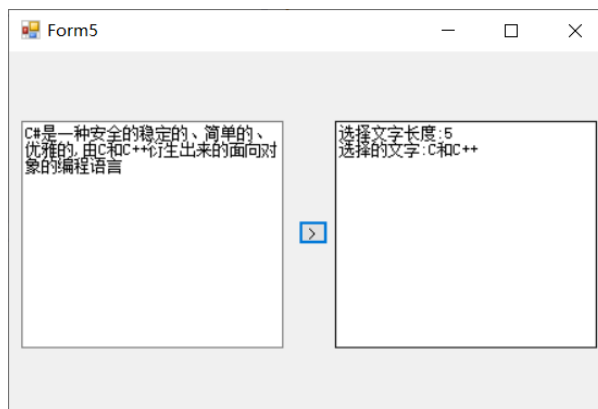 Form5
C#是一种安全的稳定的、简单的、
优雅的,由C和C++衍生出来的面向对
象的编程语言
>
选择文字长度:5
选择的文字:C和C++